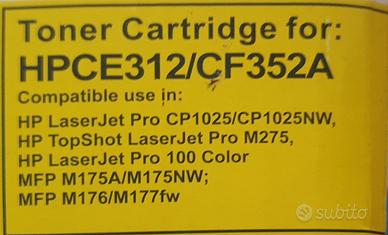 Toner Cartridge for:
HPCE312/CF352A
Compatible use in:
HP LaserJet Pro CP1025/CP1025NW,
HP TopShot LaserJet Pro M275,
HP LaserJet Pro 100 Color
MFP M175A/M175NW;
MFP M176/M177fw
subito